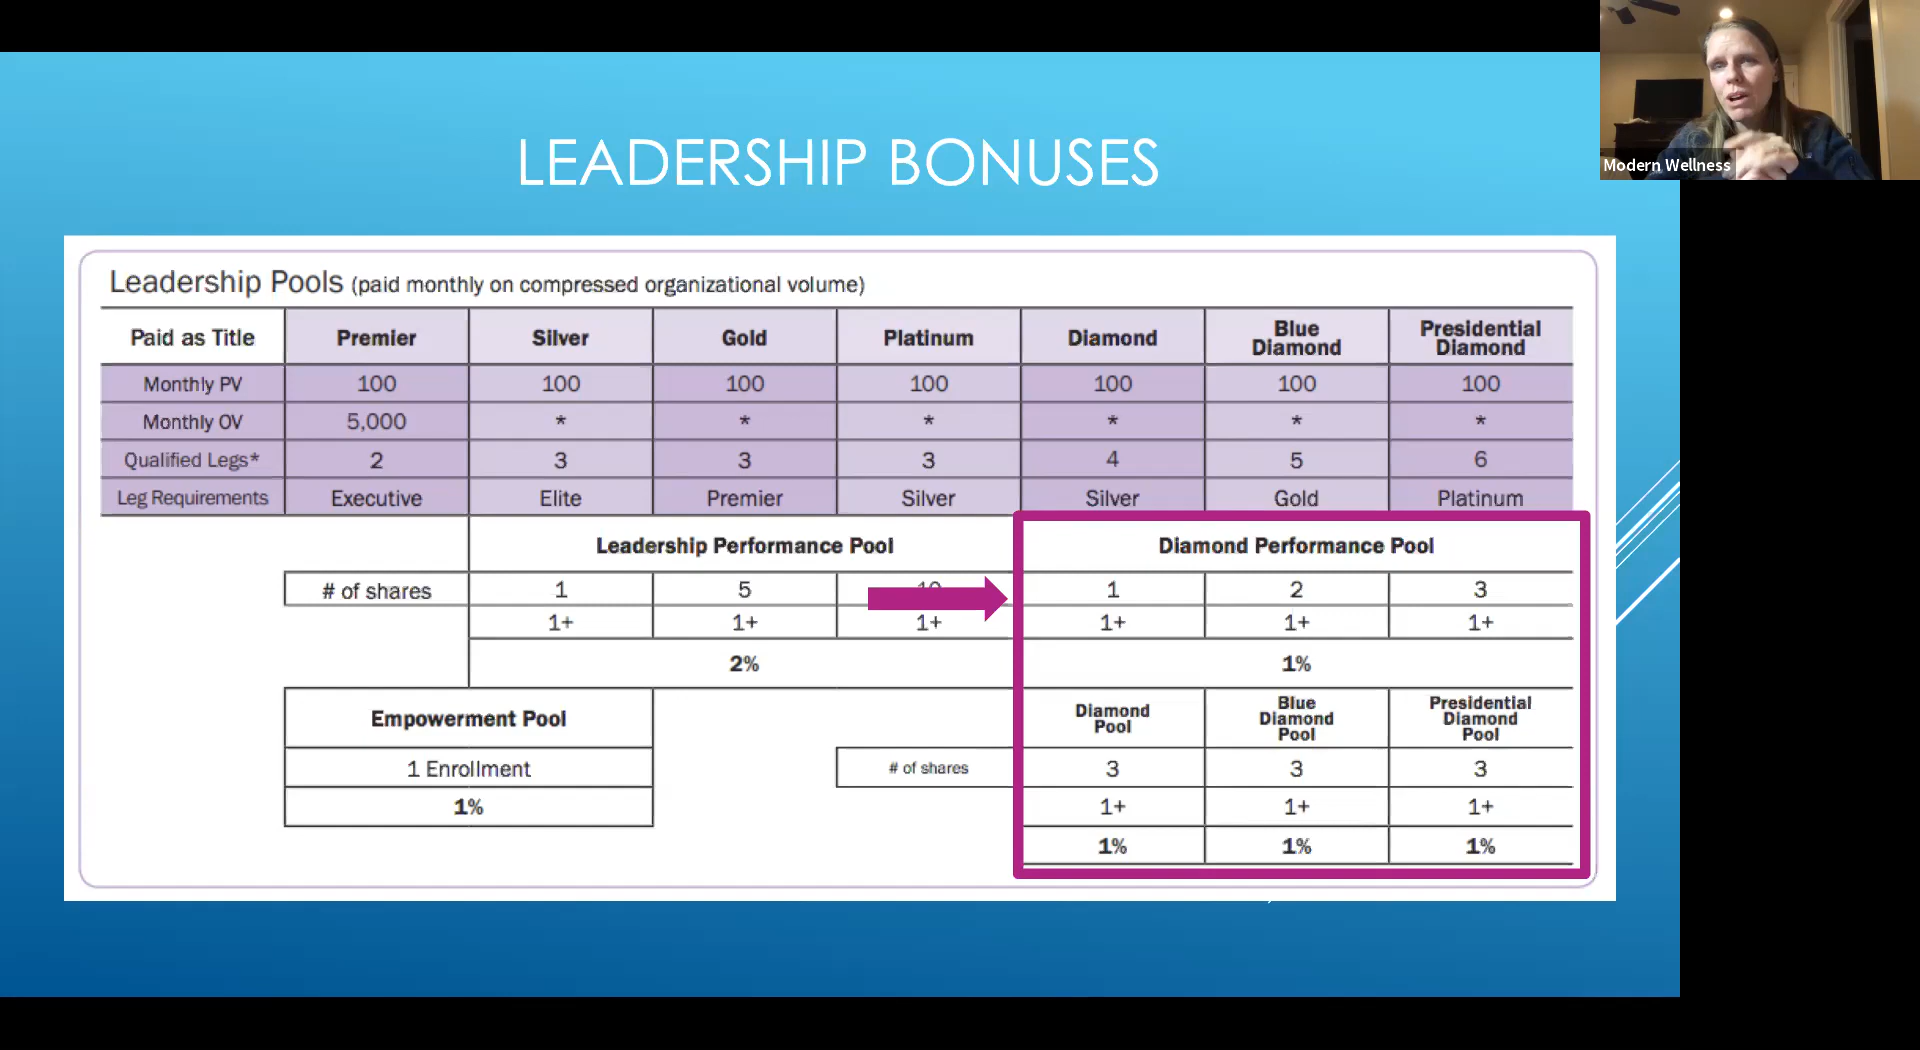 LEADERSHIP BONUSES
Modern Wellness
Leadership Pools (paid monthly on compressed organizational volume)
Paid as Title Premier Silver Gold Platinum Diamond Blue Diamond Presidential Diamond
Monthly PV 100 100 100 100 100 100 100
Monthly OV 5,000 * * * * * *
Qualified Legs* 2 3 3 3 4 5 6
Leg Requirements Executive Elite Premier Silver Silver Gold Platinum
Leadership Performance Pool Diamond Performance Pool
# of shares 1 5 1 2 3
1+ 1+ 1+ 1+ 1+ 1+
2% 1%
Empowerment Pool Diamond Pool Blue Diamond Pool Presidential Diamond Pool
1 Enrollment # of shares 3 3 3
1% 1+ 1+ 1+
1% 1% 1%